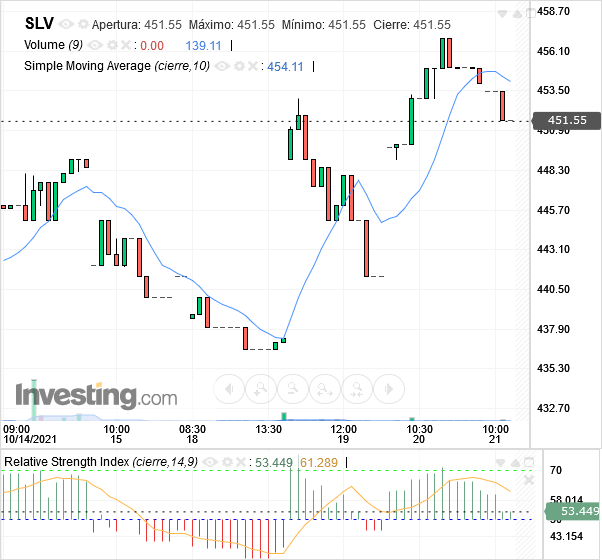 SLV Apertura: 451.55 Máximo: 451.55 Mínimo: 451.55 Cierre: 451.55
Volume (9) : 0.00 139.11
Simple Moving Average (cierre,10) : 454.11
458.70
456.10
453.50
451.55
450.90
448.30
445.70
443.10
440.50
437.90
435.30
432.70
Investing.com
09:00 10:00 08:30 13:30 12:00 10:30 10:00
10/14/2021 15 18 19 20 21
Relative Strength Index (cierre,14,9) : 53.449 61.289
70
58.014
53.449
50
43.154